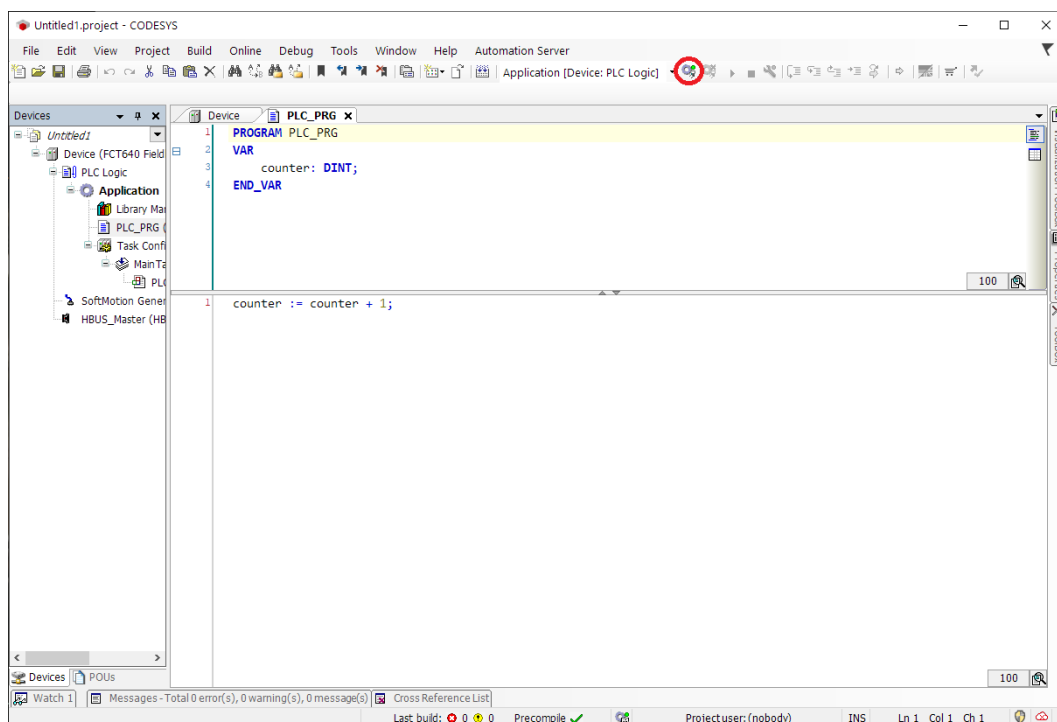 Untitled1.project - CODESYS
File Edit View Project Build Online Debug Tools Window Help Automation Server
Application [Device: PLC Logic]
Devices
Device
PLC_PRG
Untitled1
Device (FCT640 Field
PLC Logic
Application
Library Ma
PLC_PRG (
Task Confi
MainTa
PL
SoftMotion Gener
HBUS_Master (HB
1 PROGRAM PLC_PRG
2 VAR
3 counter: DINT;
4 END_VAR
100
1 counter := counter + 1;
100
Properties
Devices POUs
Watch 1 Messages - Total 0 error(s), 0 warning(s), 0 message(s) Cross Reference List
Last build: 0 0 Precompile Project user: (nobody) INS Ln 1 Col 1 Ch 1